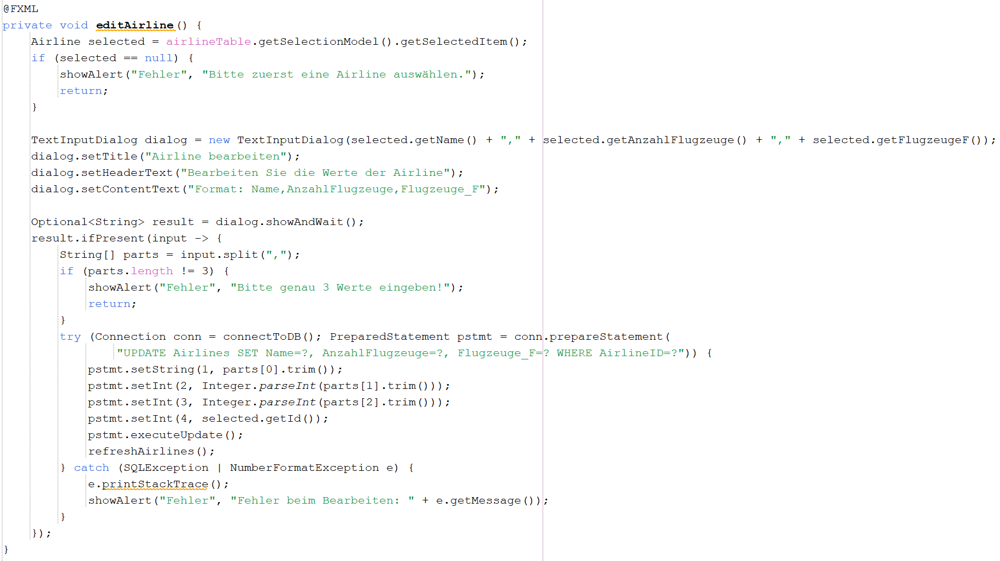 @FXML
private void editAirline() {
    Airline selected = airlineTable.getSelectionModel().getSelectedItem();
    if (selected == null) {
        showAlert("Fehler", "Bitte zuerst eine Airline auswählen.");
        return;
    }

    TextInputDialog dialog = new TextInputDialog(selected.getName() + "," + selected.getAnzahlFlugzeuge() + "," + selected.getFlugzeugeF());
    dialog.setTitle("Airline bearbeiten");
    dialog.setHeaderText("Bearbeiten Sie die Werte der Airline");
    dialog.setContentText("Format: Name,AnzahlFlugzeuge,Flugzeuge_F");

    Optional<String> result = dialog.showAndWait();
    result.ifPresent(input -> {
        String[] parts = input.split(",");
        if (parts.length != 3) {
            showAlert("Fehler", "Bitte genau 3 Werte eingeben!");
            return;
        }
        try (Connection conn = connectToDB(); PreparedStatement pstmt = conn.prepareStatement(
                "UPDATE Airlines SET Name=?, AnzahlFlugzeuge=?, Flugzeuge_F=? WHERE AirlineID=?")) {
            pstmt.setString(1, parts[0].trim());
            pstmt.setInt(2, Integer.parseInt(parts[1].trim()));
            pstmt.setInt(3, Integer.parseInt(parts[2].trim()));
            pstmt.setInt(4, selected.getId());
            pstmt.executeUpdate();
            refreshAirlines();
        } catch (SQLException | NumberFormatException e) {
            e.printStackTrace();
            showAlert("Fehler", "Fehler beim Bearbeiten: " + e.getMessage());
        }
    });
}